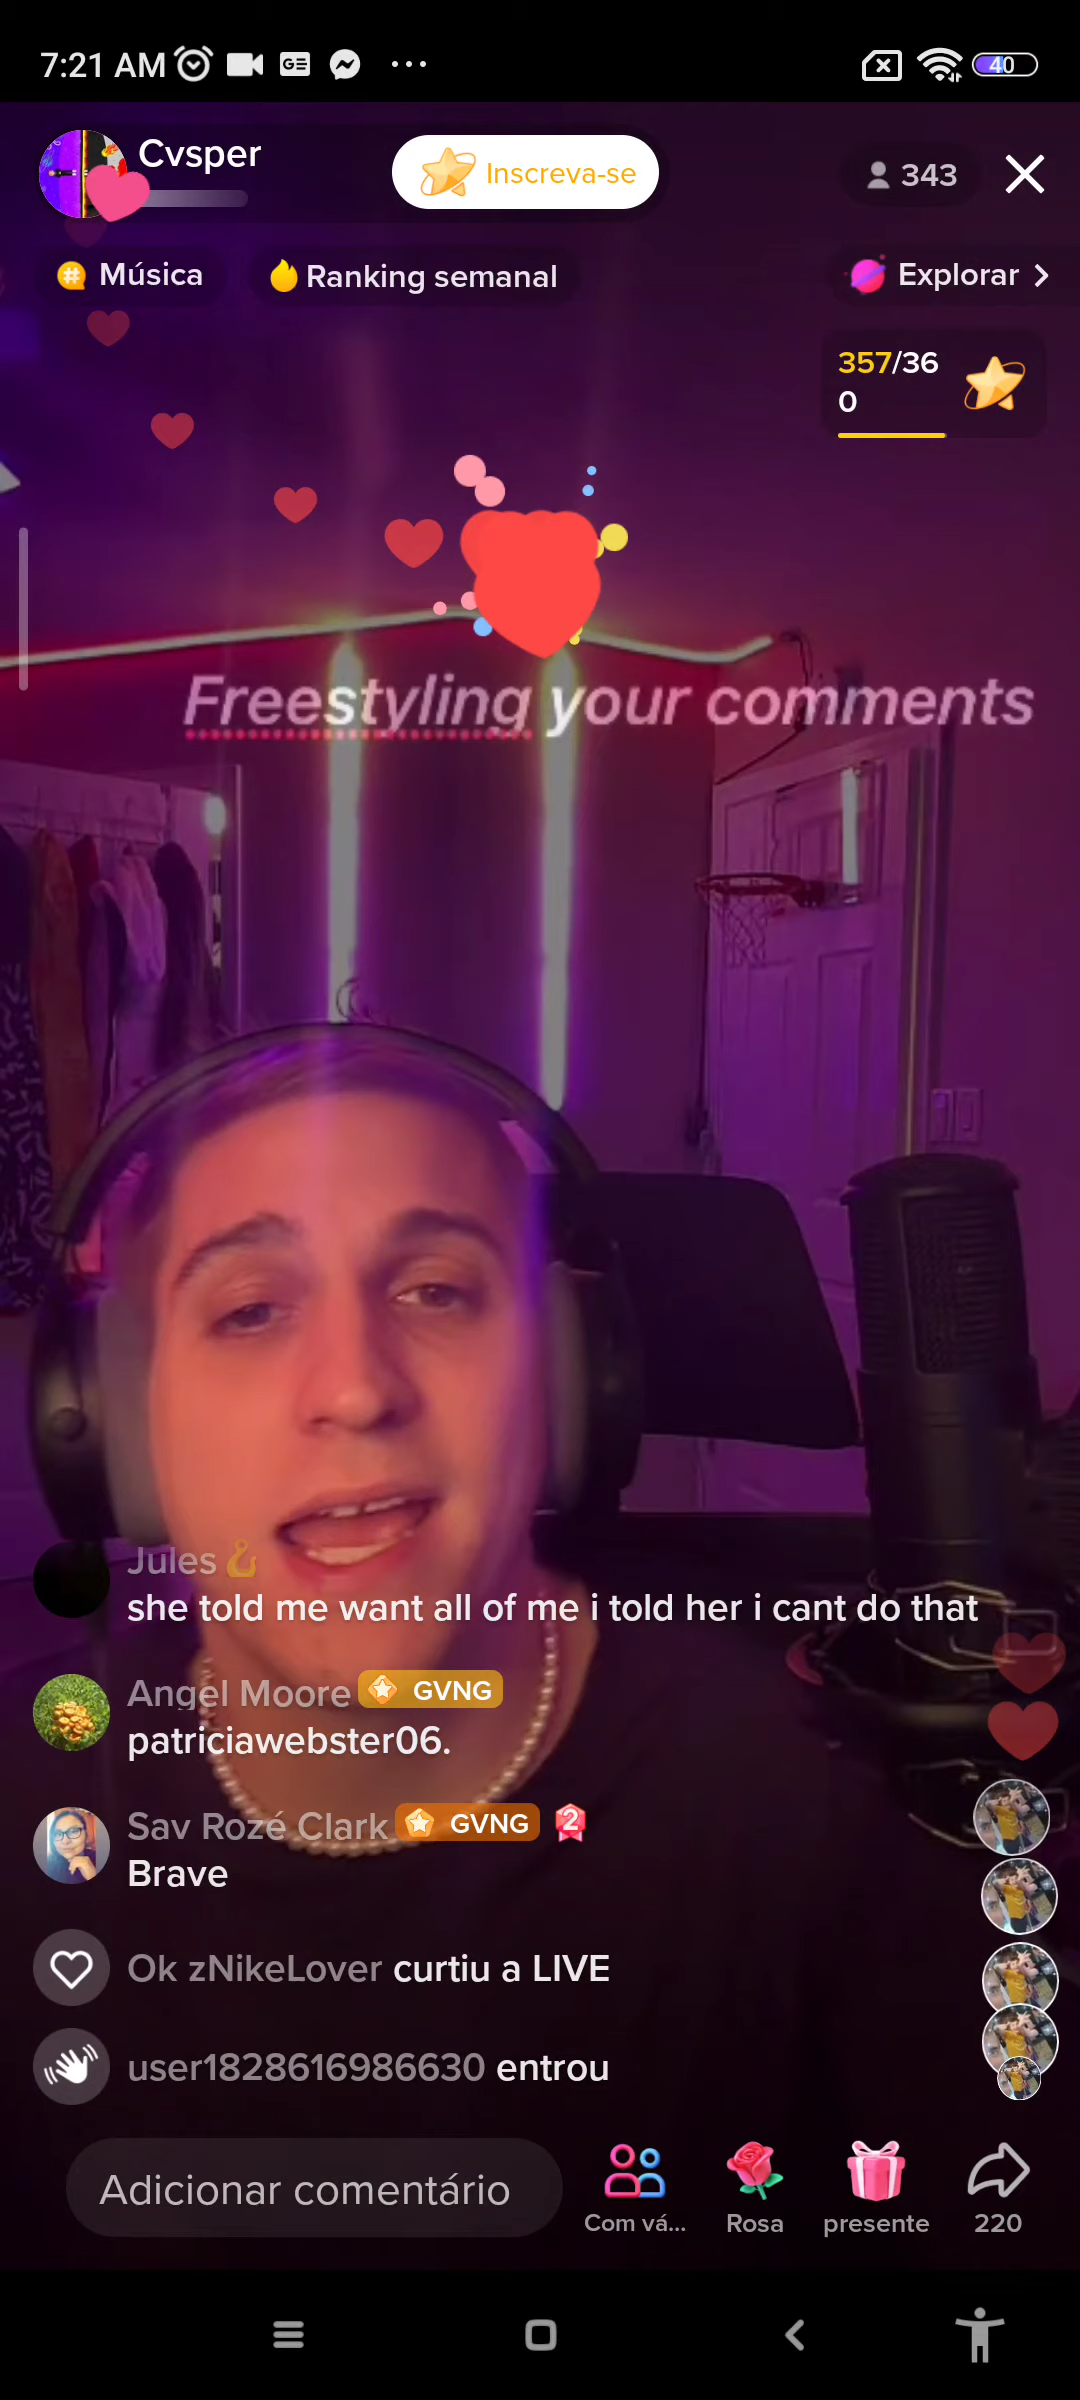 7:21 AM
GE
40
Cvsper
Inscreva-se
343
Música
Ranking semanal
Explorar
357/36
0
Freestyling your comments
Jules
she told me want all of me i told her i cant do that
Angel Moore GVNG
patriciawebster06.
Sav Rozé Clark GVNG 2
Brave
Ok zNikeLover curtiu a LIVE
user1828616986630 entrou
Adicionar comentário
Com vá...
Rosa
presente
220